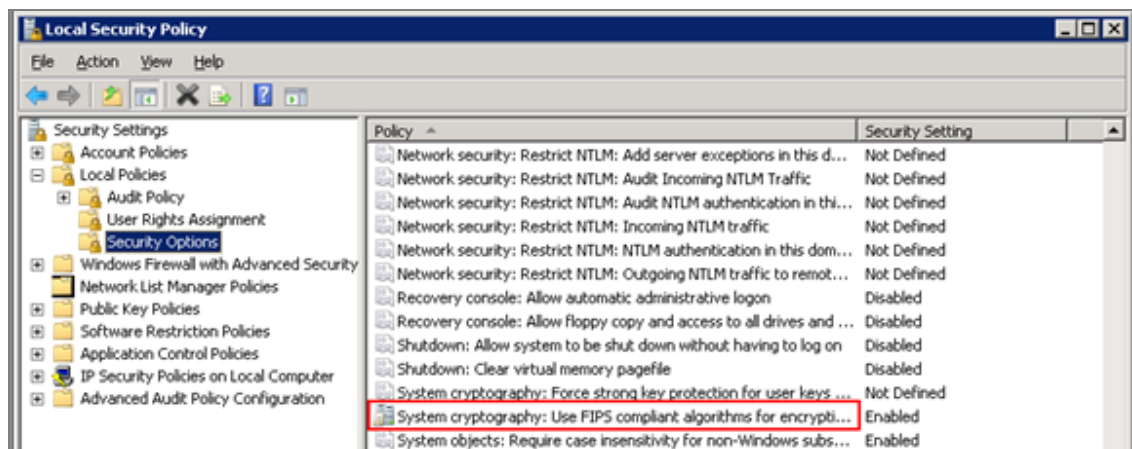 Local Security Policy
File Action View Help
Security Settings
Account Policies
Local Policies
Audit Policy
User Rights Assignment
Security Options
Windows Firewall with Advanced Security
Network List Manager Policies
Public Key Policies
Software Restriction Policies
Application Control Policies
IP Security Policies on Local Computer
Advanced Audit Policy Configuration
Policy Security Setting
Network security: Restrict NTLM: Add server exceptions in this d... Not Defined
Network security: Restrict NTLM: Audit Incoming NTLM Traffic Not Defined
Network security: Restrict NTLM: Audit NTLM authentication in thi... Not Defined
Network security: Restrict NTLM: Incoming NTLM traffic Not Defined
Network security: Restrict NTLM: NTLM authentication in this dom... Not Defined
Network security: Restrict NTLM: Outgoing NTLM traffic to remot... Not Defined
Recovery console: Allow automatic administrative logon Disabled
Recovery console: Allow floppy copy and access to all drives and ... Disabled
Shutdown: Allow system to be shut down without having to log on Disabled
Shutdown: Clear virtual memory pagefile Disabled
System cryptography: Force strong key protection for user keys ... Not Defined
System cryptography: Use FIPS compliant algorithms for encrypti... Enabled
System objects: Require case insensitivity for non-Windows subs... Enabled